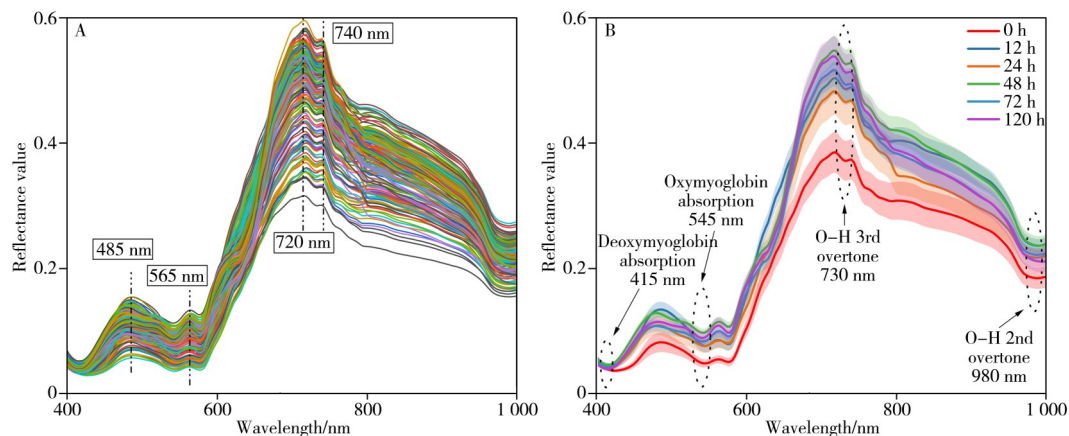 A
0.6
0.4
0.2
0
Reflectance value
740 nm
720 nm
485 nm
565 nm
400
600
800
1 000
Wavelength/nm
B
0.6
0.4
0.2
0
Reflectance value
0 h
12 h
24 h
48 h
72 h
120 h
Oxymyoglobin
absorption
545 nm
Deoxymyoglobin
absorption
415 nm
O-H 3rd
overtone
730 nm
O-H 2nd
overtone
980 nm
400
600
800
1 000
Wavelength/nm